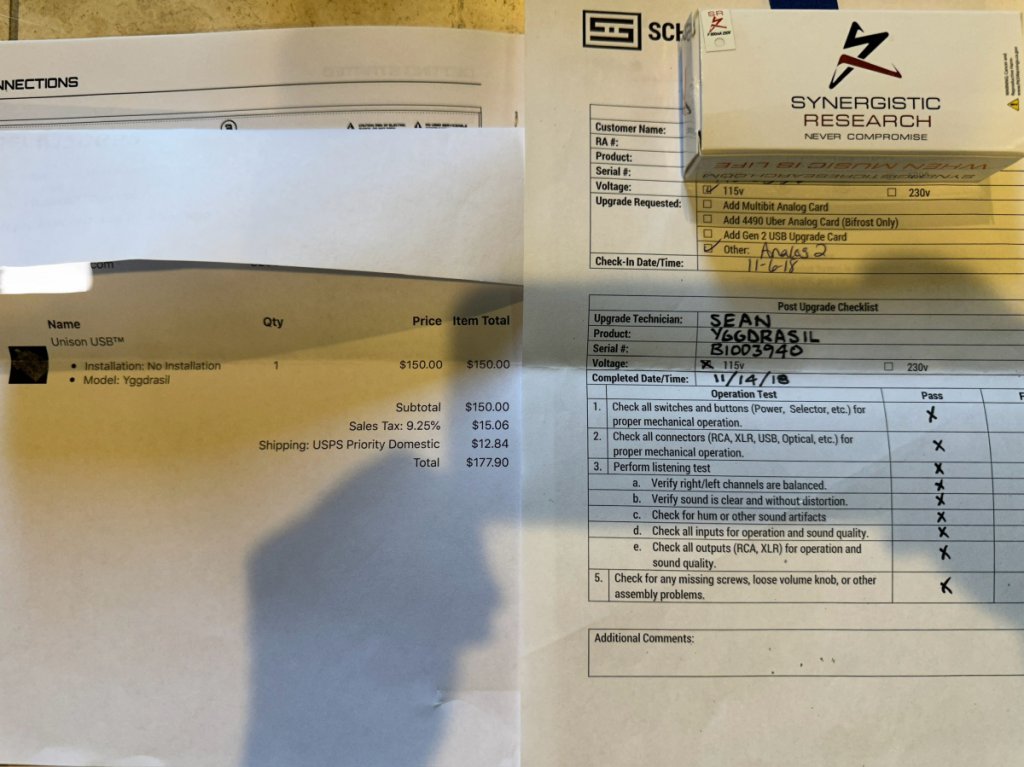 NNECTIONS
com
Name Qty Price Item Total
Unison USB™
• Installation: No Installation 1 $150.00 $150.00
• Model: Yggdrasil
Subtotal $150.00
Sales Tax: 9.25% $15.06
Shipping: USPS Priority Domestic $12.84
Total $177.90
SCH
SR
SYNERGISTIC
RESEARCH
NEVER COMPROMISE
SYNERGISTICRESEARCH.COM
WHEN MUSIC IS LIFE
Customer Name:
RA #:
Product:
Serial #:
Voltage: 115v 230v
Upgrade Requested: Add Multibit Analog Card
Add 4490 Uber Analog Card (Bifrost Only)
Add Gen 2 USB Upgrade Card
Other: Analog 2
Check-In Date/Time: 11-6-18
Post Upgrade Checklist
Upgrade Technician: SEAN
Product: YGGDRASIL
Serial #: B1003940
Voltage: X 115v 230v
Completed Date/Time: 11/14/18
Operation Test Pass F
1. Check all switches and buttons (Power, Selector, etc.) for X
proper mechanical operation.
2. Check all connectors (RCA, XLR, USB, Optical, etc.) for X
proper mechanical operation.
3. Perform listening test X
a. Verify right/left channels are balanced. X
b. Verify sound is clear and without distortion. X
c. Check for hum or other sound artifacts X
d. Check all inputs for operation and sound quality. X
e. Check all outputs (RCA, XLR) for operation and X
sound quality.
5. Check for any missing screws, loose volume knob, or other X
assembly problems.
Additional Comments: